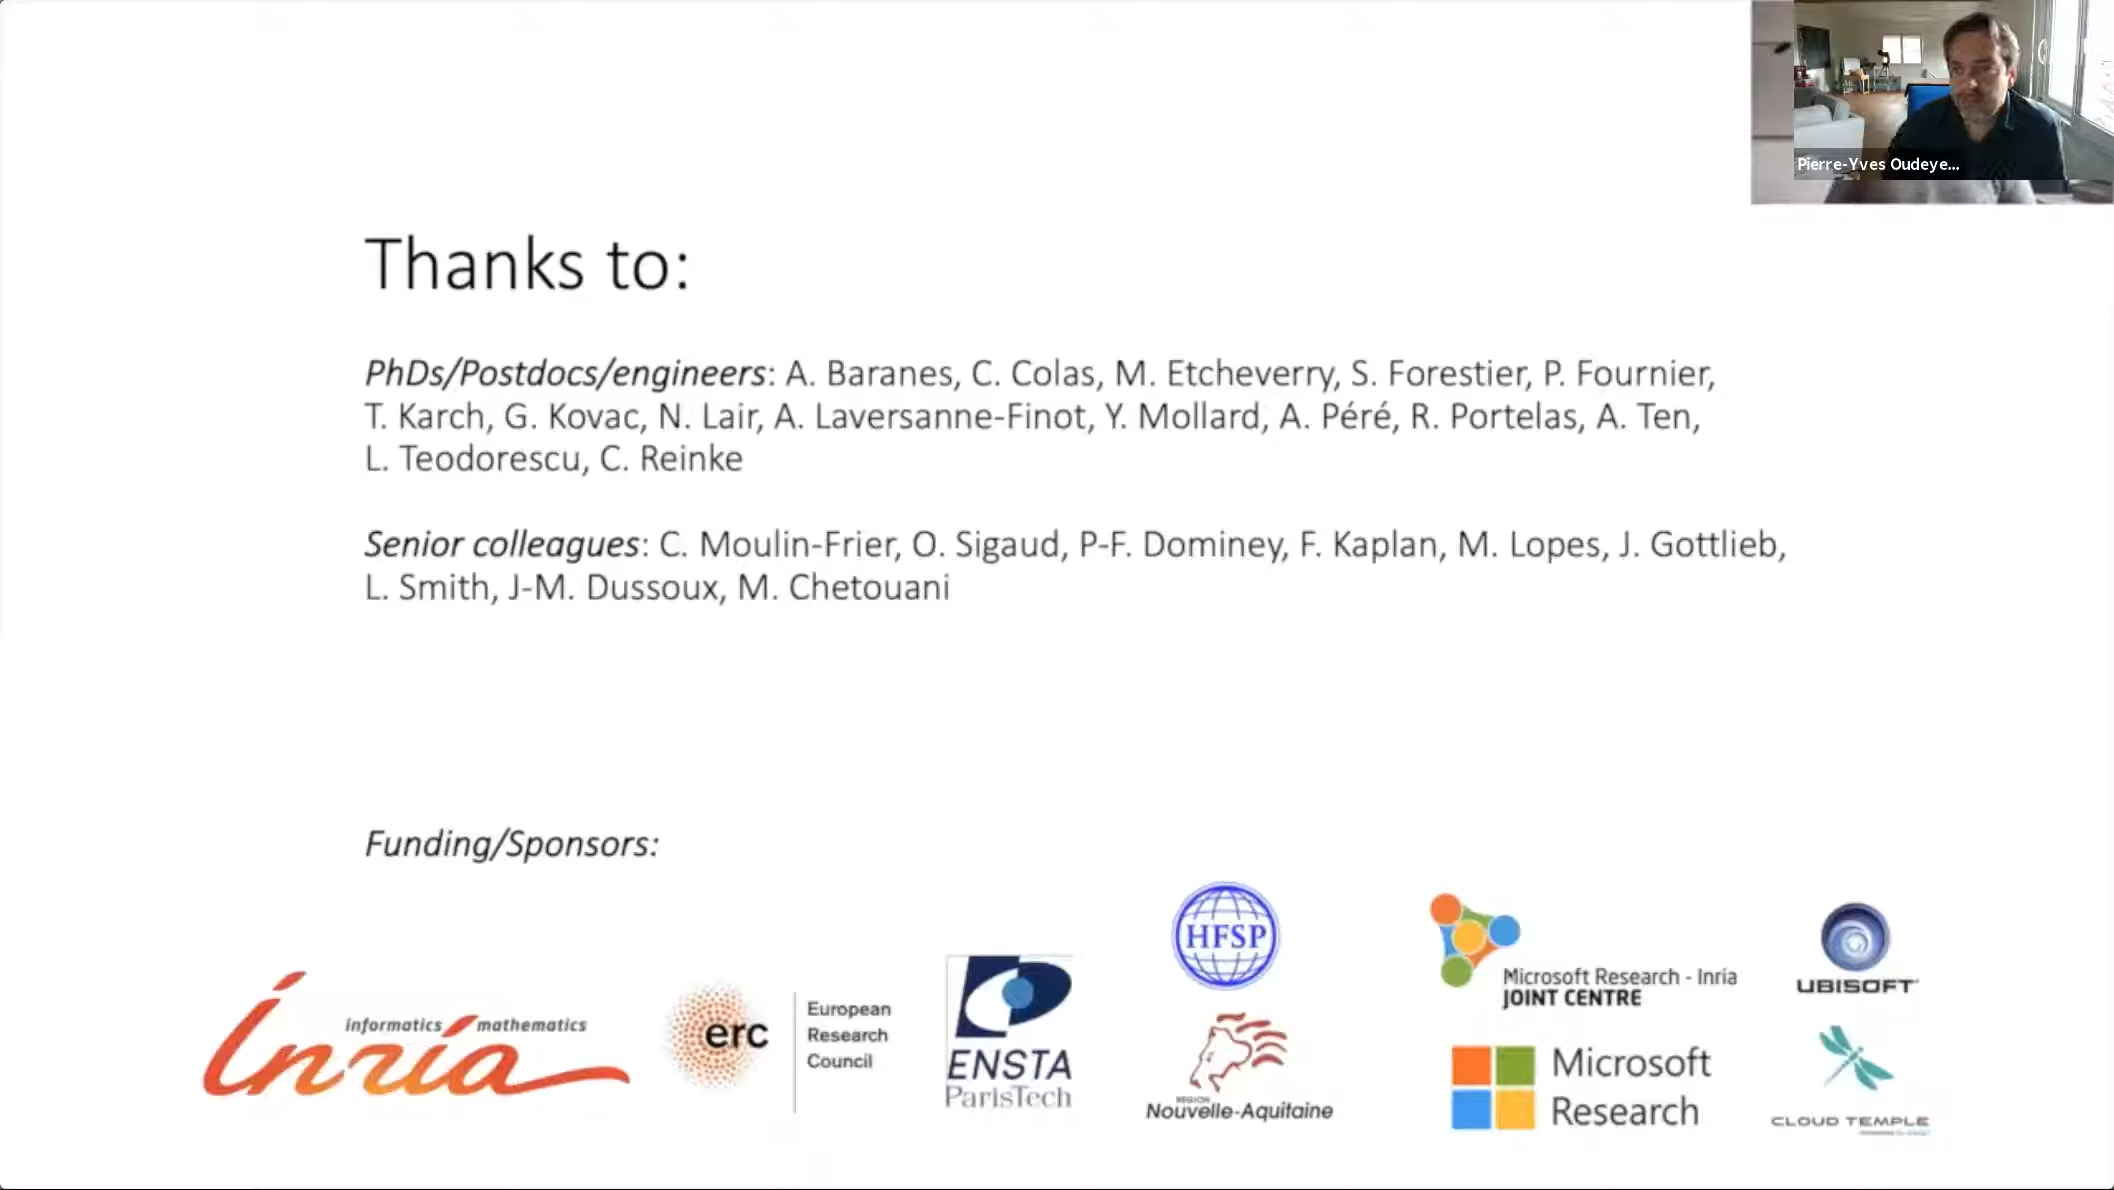 Pierre-Yves Oudeye...
Thanks to:
PhDs/Postdocs/engineers: A. Baranes, C. Colas, M. Etcheverry, S. Forestier, P. Fournier,
T. Karch, G. Kovac, N. Lair, A. Laversanne-Finot, Y. Mollard, A. Péré, R. Portelas, A. Ten,
L. Teodorescu, C. Reinke
Senior colleagues: C. Moulin-Frier, O. Sigaud, P-F. Dominey, F. Kaplan, M. Lopes, J. Gottlieb,
L. Smith, J-M. Dussoux, M. Chetouani
Funding/Sponsors:
informatics mathematics
Inria
erc
European
Research
Council
ENSTA
ParisTech
HFSP
REGION
Nouvelle-Aquitaine
Microsoft Research - Inria
JOINT CENTRE
Microsoft
Research
UBISOFT
CLOUD TEMPLE